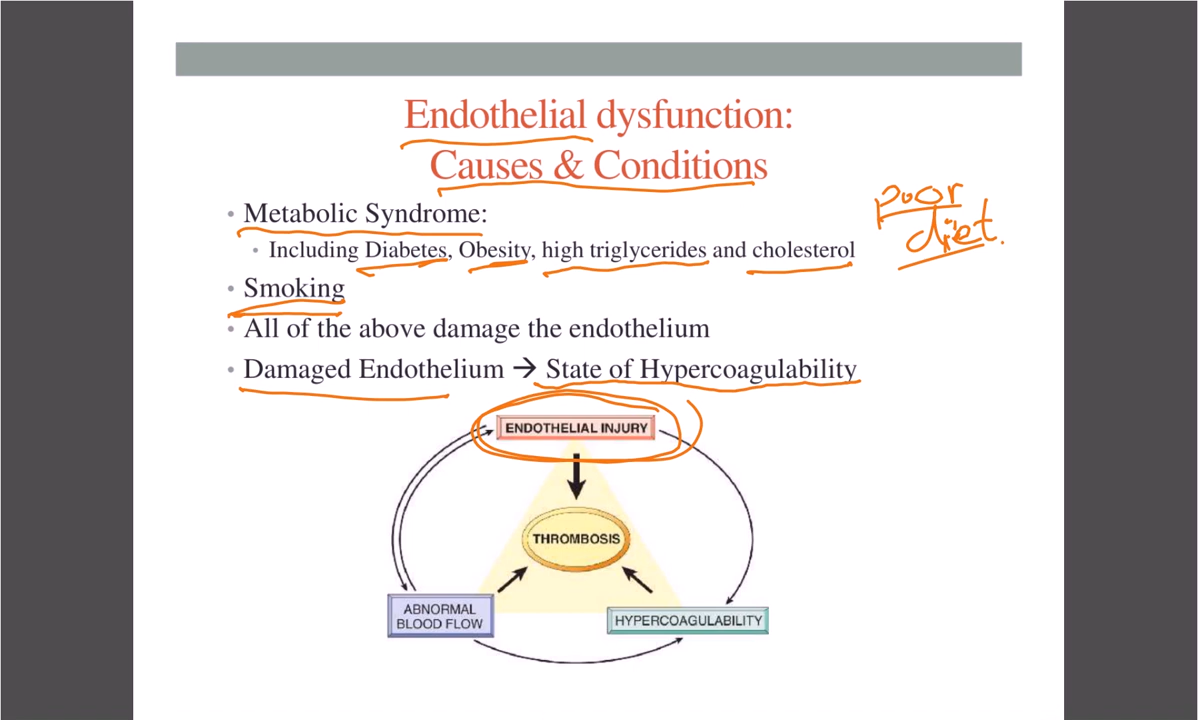 Endothelial dysfunction:
Causes & Conditions
• Metabolic Syndrome:
• Including Diabetes, Obesity, high triglycerides and cholesterol
poor
diet.
• Smoking
• All of the above damage the endothelium
• Damaged Endothelium → State of Hypercoagulability
ENDOTHELIAL INJURY
THROMBOSIS
ABNORMAL
BLOOD FLOW
HYPERCOAGULABILITY